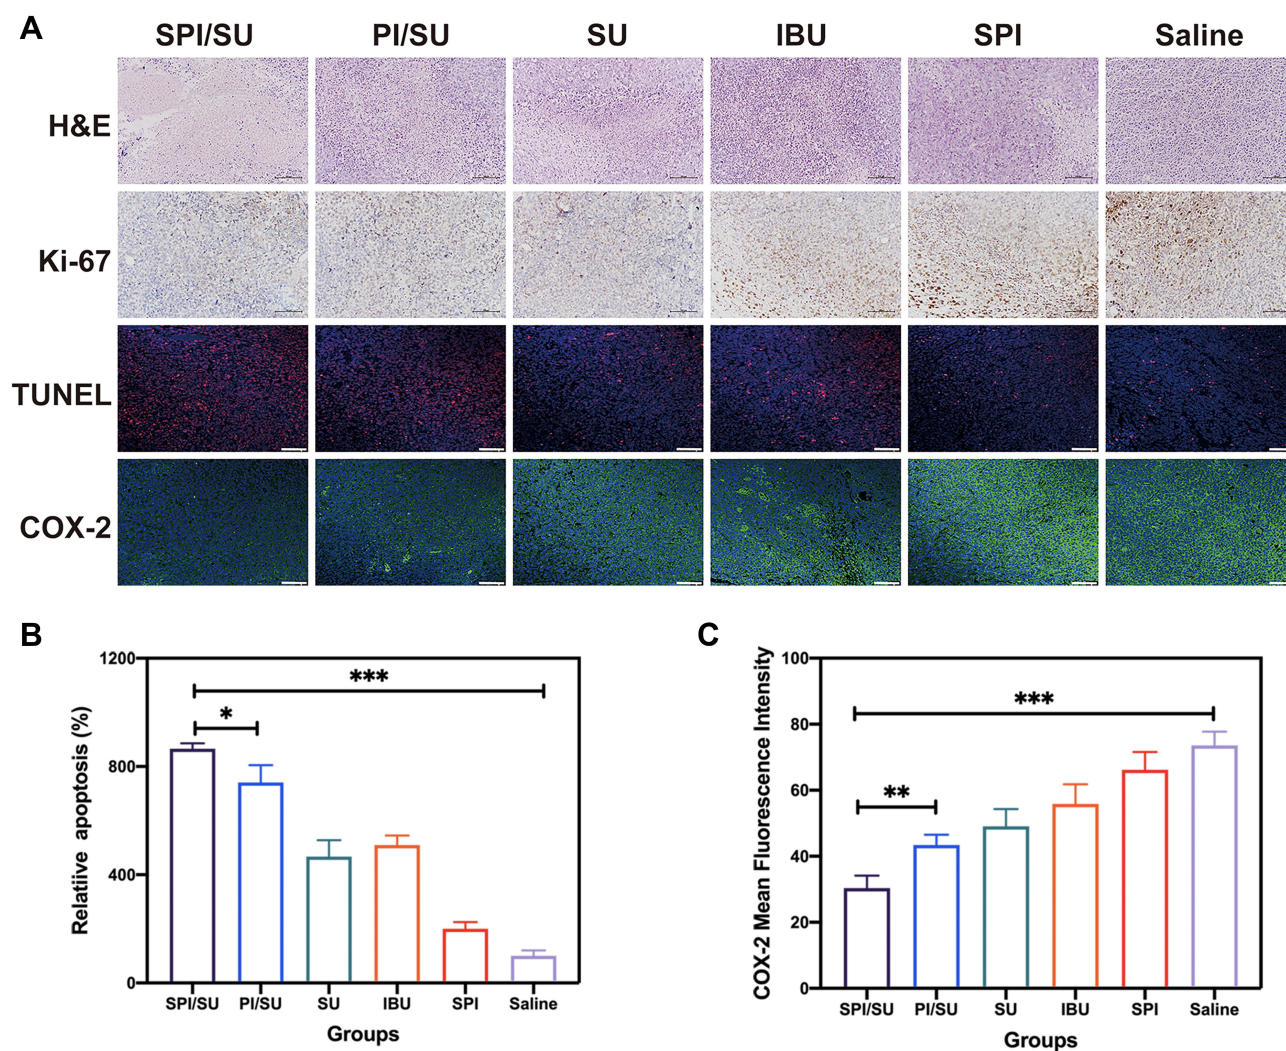 A
SPI/SU PI/SU SU IBU SPI Saline
H&E
Ki-67
TUNEL
COX-2
B
1200
800
400
0
Relative apoptosis (%)
***
*
SPI/SU PI/SU SU IBU SPI Saline
Groups
C
100
80
60
40
20
0
COX-2 Mean Fluorescence Intensity
***
**
SPI/SU PI/SU SU IBU SPI Saline
Groups